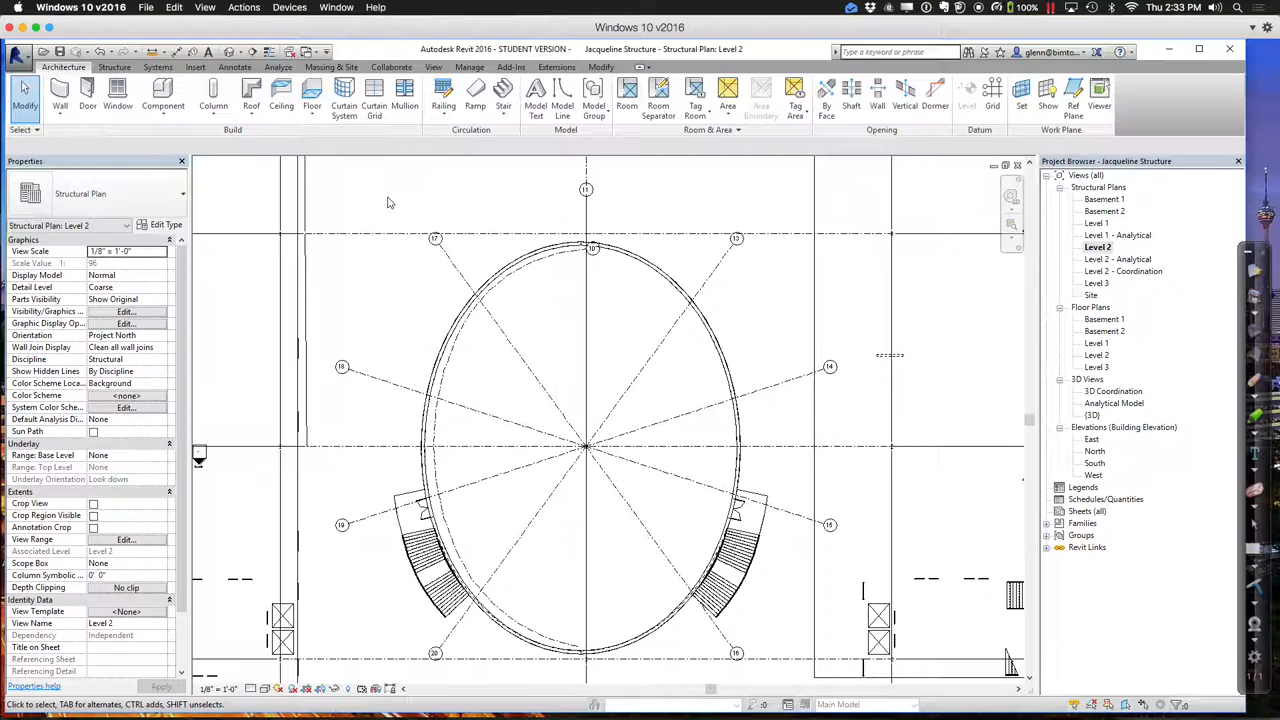 Windows 10 v2016 File Edit View Actions Devices Window Help 100% Thu 2:33 PM
Windows 10 v2016
Autodesk Revit 2016 - STUDENT VERSION - Jacqueline Structure - Structural Plan: Level 2 Type a keyword or phrase glenn@bimto...
Architecture Structure Systems Insert Annotate Analyze Massing & Site Collaborate View Manage Add-Ins Extensions Modify
Modify Wall Door Window Component Column Roof Ceiling Floor Curtain System Curtain Grid Mullion Railing Ramp Stair Model Text Model Line Model Group Room Room Separator Tag Room Area Area Boundary Tag Area By Face Shaft Wall Vertical Dormer Level Grid Set Show Ref Plane Viewer
Select Build Circulation Model Room & Area Opening Datum Work Plane
Properties
Structural Plan
Structural Plan: Level 2 Edit Type
Graphics
View Scale 1/8" = 1'-0"
Scale Value 1: 96
Display Model Normal
Detail Level Coarse
Parts Visibility Show Original
Visibility/Graphics ... Edit...
Graphic Display Op... Edit...
Orientation Project North
Wall Join Display Clean all wall joins
Discipline Structural
Show Hidden Lines By Discipline
Color Scheme Loca... Background
Color Scheme <none>
System Color Sche... Edit...
Default Analysis Di... None
Sun Path
Underlay
Range: Base Level None
Range: Top Level None
Underlay Orientation Look down
Extents
Crop View
Crop Region Visible
Annotation Crop
View Range Edit...
Associated Level Level 2
Scope Box None
Column Symbolic ... 0' 0"
Depth Clipping No clip
Identity Data
View Template <None>
View Name Level 2
Dependency Independent
Title on Sheet
Referencing Sheet
Referencing Detail
Properties help Apply
11
17 10 13
18 14
19 15
20 16
Project Browser - Jacqueline Structure
Views (all)
Structural Plans
Basement 1
Basement 2
Level 1
Level 1 - Analytical
Level 2
Level 2 - Analytical
Level 2 - Coordination
Level 3
Site
Floor Plans
Basement 1
Basement 2
Level 1
Level 2
Level 3
3D Views
3D Coordination
Analytical Model
{3D}
Elevations (Building Elevation)
East
North
South
West
Legends
Schedules/Quantities
Sheets (all)
Families
Groups
Revit Links
1 / 1
1/8" = 1'-0"
Click to select, TAB for alternates, CTRL adds, SHIFT unselects. :0 Main Model :0